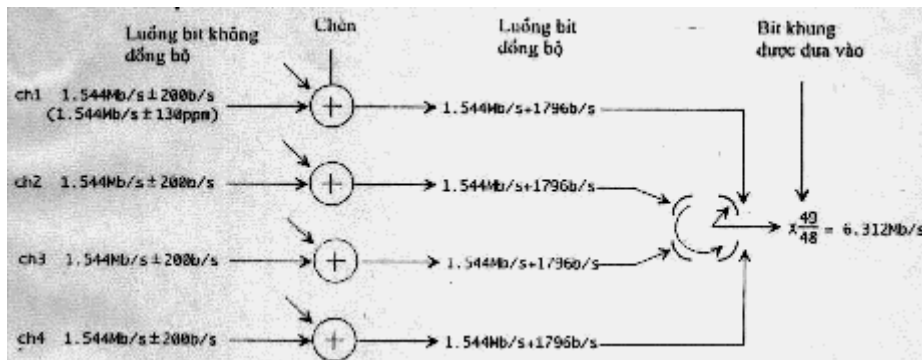 Luồng bit không
đồng bộ
Chèn
Luồng bit
đồng bộ
Bit khung
được đưa vào
ch1 1.544Mb/s±200b/s
(1.544Mb/s±130ppm)
1.544Mb/s+1796b/s
ch2 1.544Mb/s±200b/s
1.544Mb/s+1796b/s
x 49/48 = 6.312Mb/s
ch3 1.544Mb/s±200b/s
1.544Mb/s+1796b/s
ch4 1.544Mb/s±200b/s
1.544Mb/s+1796b/s